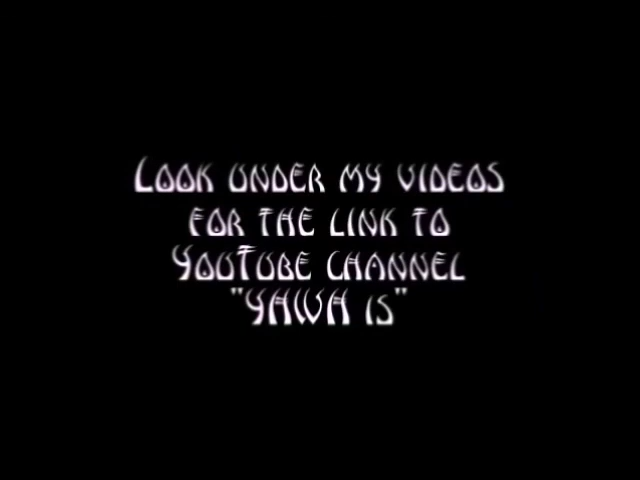 Look under my videos
for the link to
YouTube channel
"YHWH is"